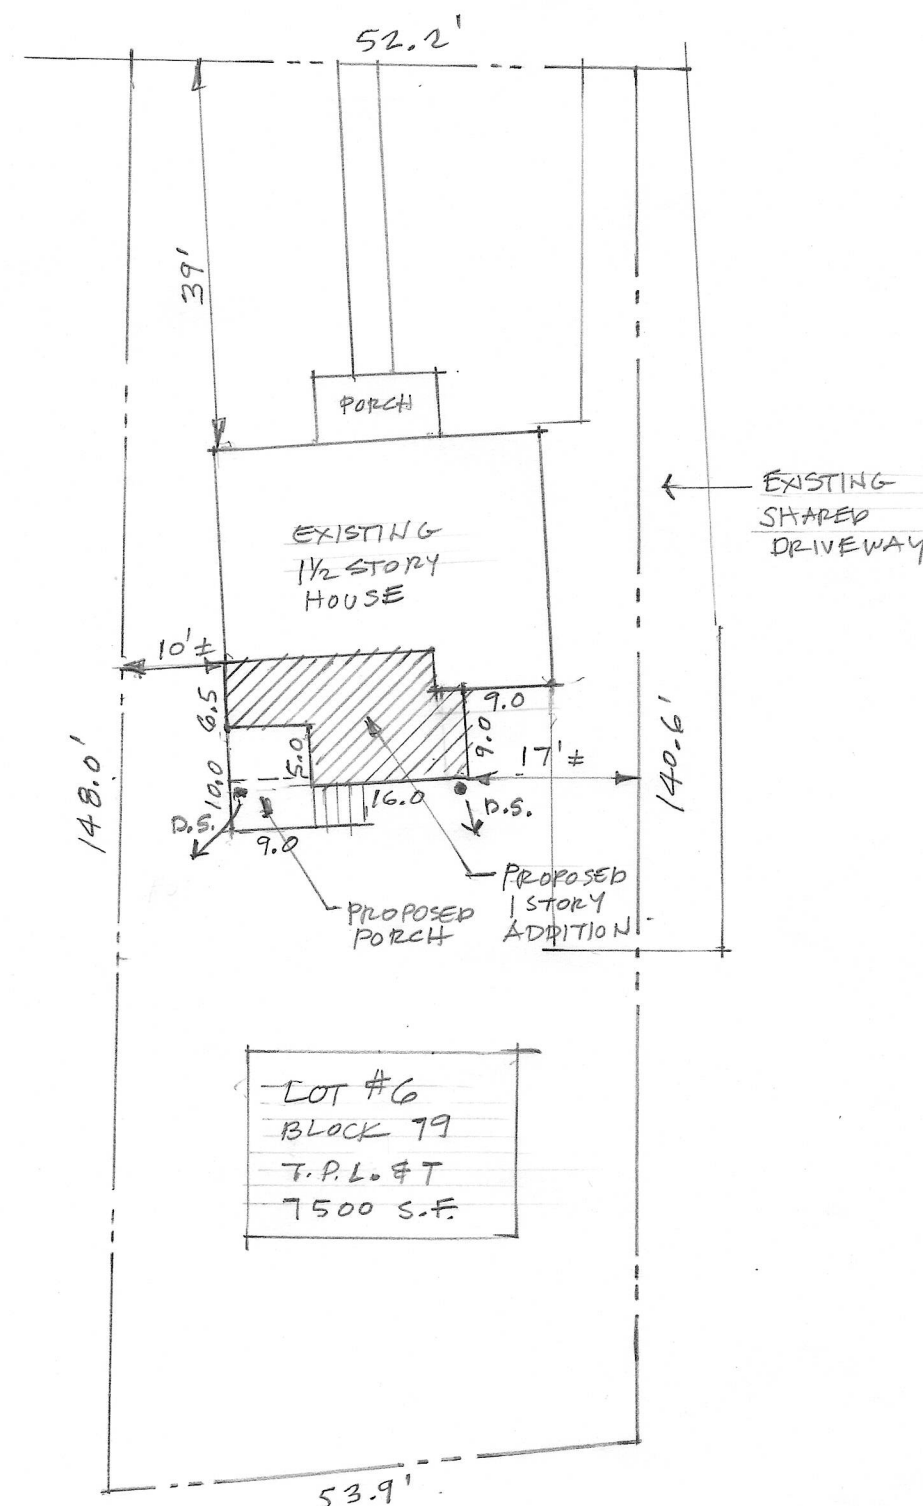 52.2'
39'
PORCH
EXISTING
1½ STORY
HOUSE
EXISTING
SHARED
DRIVEWAY
10'±
6.5
9.0
9.0
5.0
17'±
10.0
16.0
D.S.
D.S.
9.0
148.0'
140.6'
PROPOSED
PORCH
PROPOSED
1 STORY
ADDITION
LOT #6
BLOCK 79
T.P.L. & T
7500 S.F.
53.9'